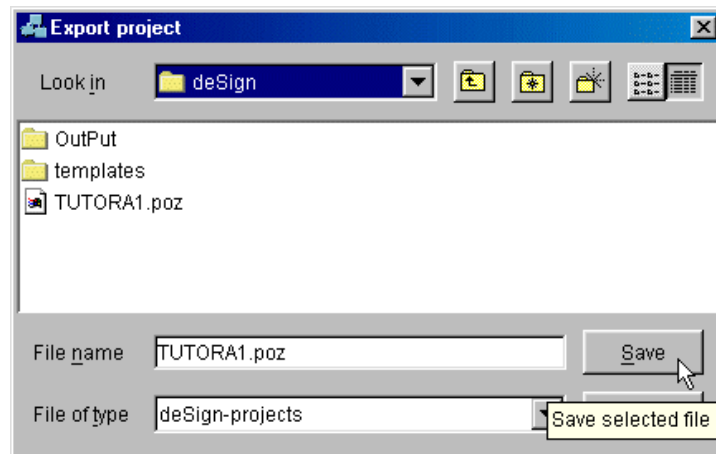 Export project
Look in deSign
OutPut
templates
TUTORA1.poz
File name TUTORA1.poz Save
File of type deSign-projects
Save selected file